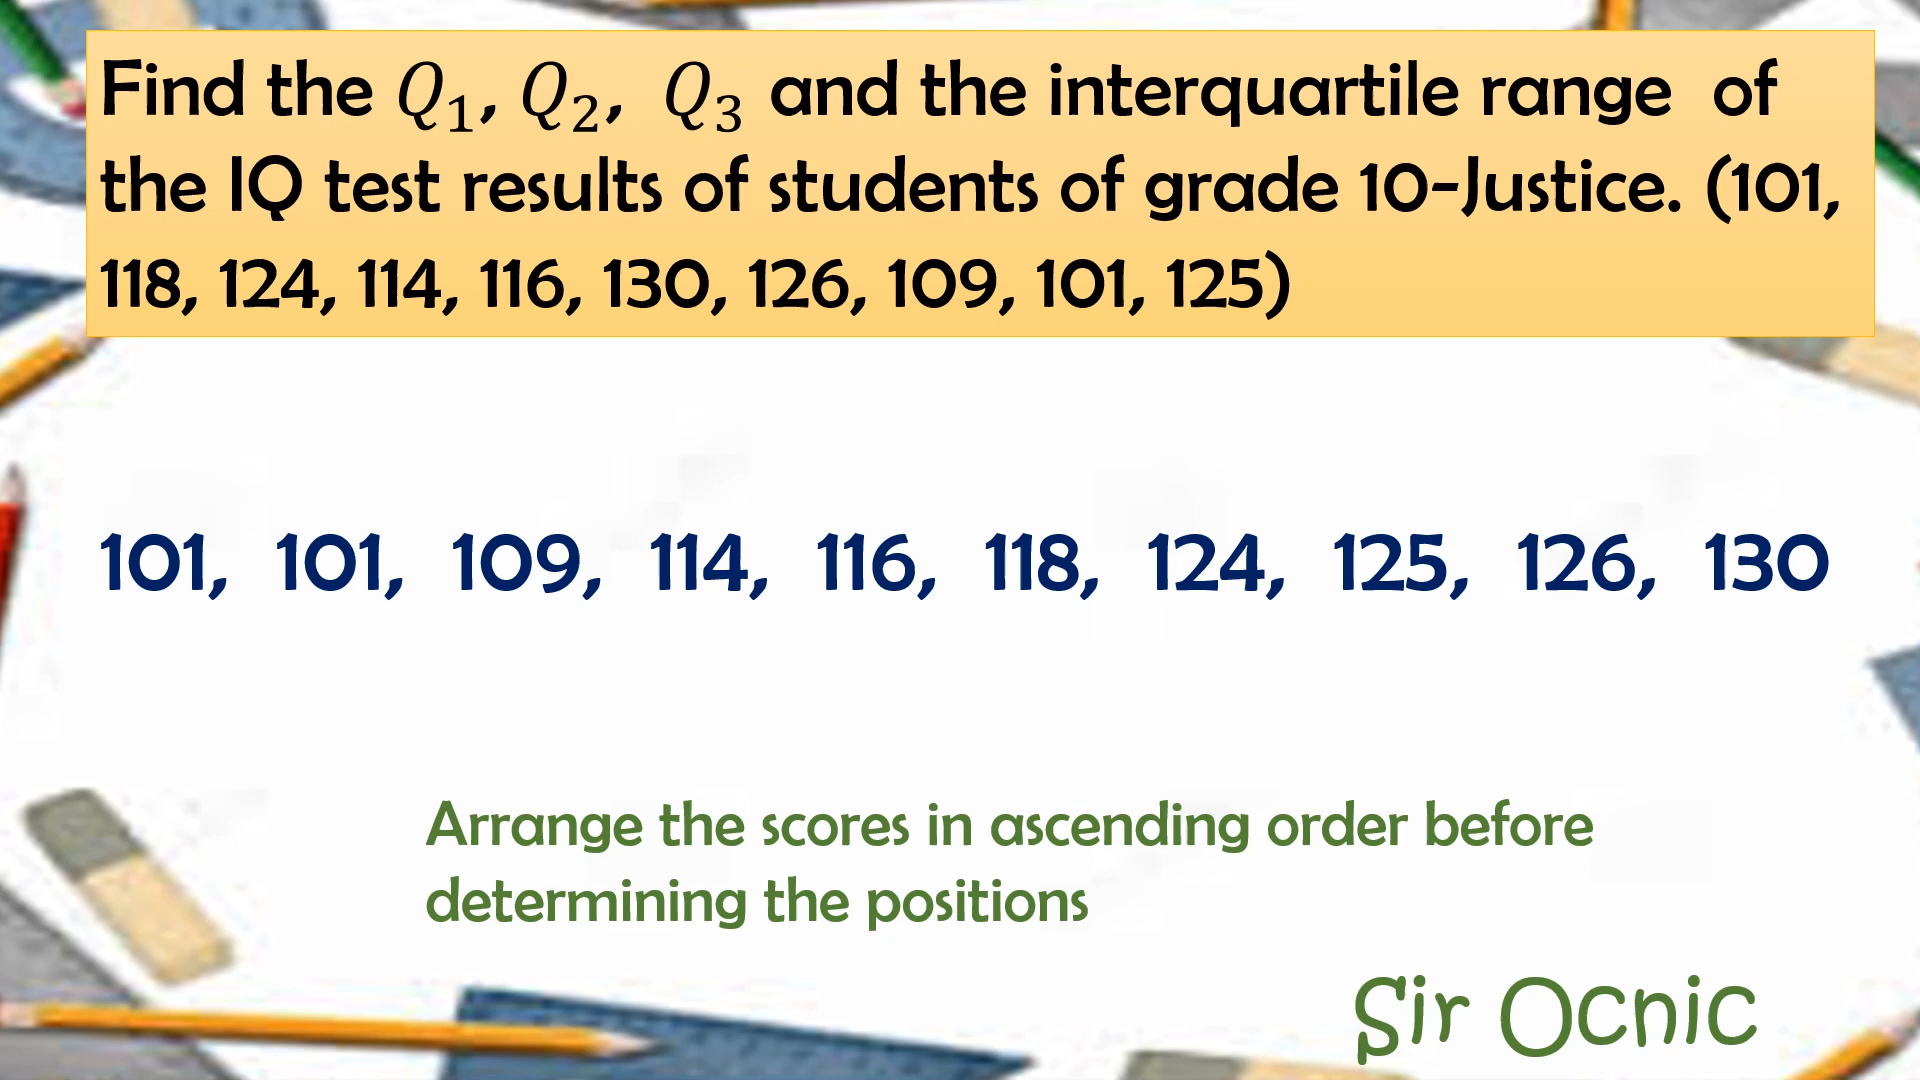 Find the 𝑄₁, 𝑄₂, 𝑄₃ and the interquartile range of
the IQ test results of students of grade 10-Justice. (101,
118, 124, 114, 116, 130, 126, 109, 101, 125)
101, 101, 109, 114, 116, 118, 124, 125, 126, 130
Arrange the scores in ascending order before
determining the positions
Sir Ocnic